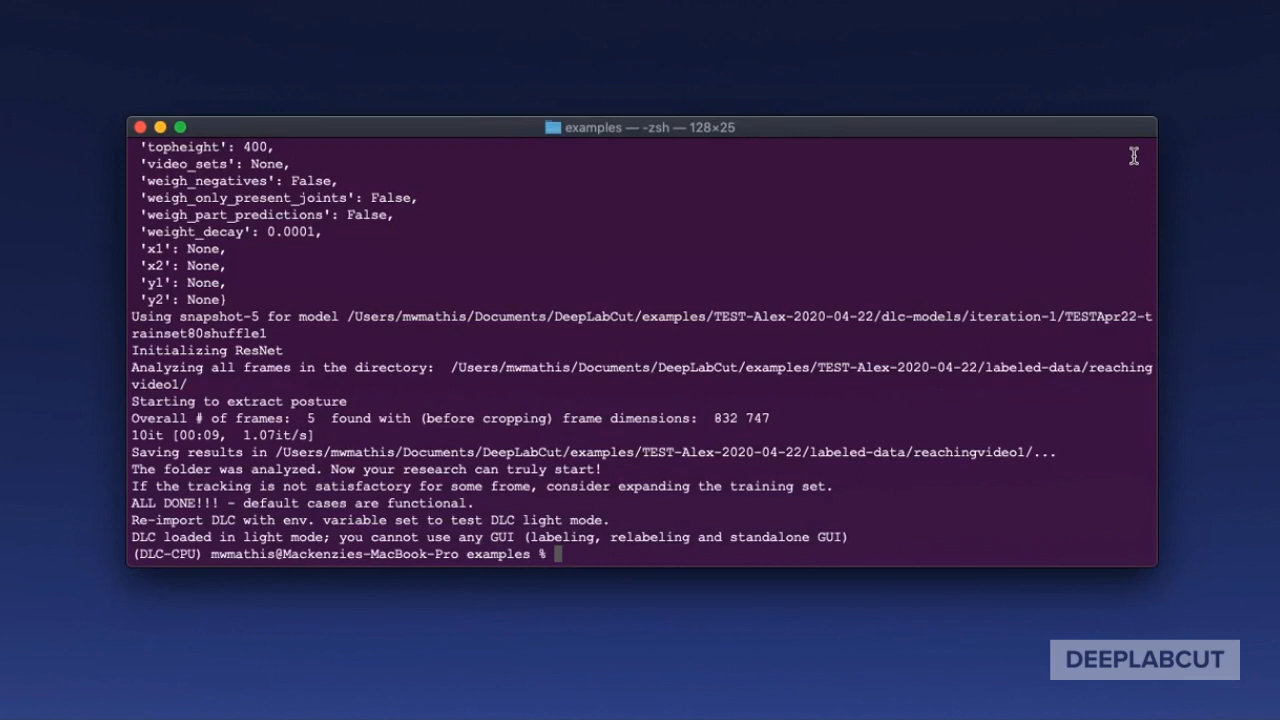 examples — -zsh — 128×25
'topheight': 400,
'video_sets': None,
'weigh_negatives': False,
'weigh_only_present_joints': False,
'weigh_part_predictions': False,
'weight_decay': 0.0001,
'x1': None,
'x2': None,
'y1': None,
'y2': None}
Using snapshot-5 for model /Users/mwmathis/Documents/DeepLabCut/examples/TEST-Alex-2020-04-22/dlc-models/iteration-1/TESTApr22-t
rainset80shuffle1
Initializing ResNet
Analyzing all frames in the directory:  /Users/mwmathis/Documents/DeepLabCut/examples/TEST-Alex-2020-04-22/labeled-data/reaching
video1/
Starting to extract posture
Overall # of frames:  5  found with (before cropping) frame dimensions:  832 747
10it [00:09,  1.07it/s]
Saving results in /Users/mwmathis/Documents/DeepLabCut/examples/TEST-Alex-2020-04-22/labeled-data/reachingvideo1/...
The folder was analyzed. Now your research can truly start!
If the tracking is not satisfactory for some frome, consider expanding the training set.
ALL DONE!!! - default cases are functional.
Re-import DLC with env. variable set to test DLC light mode.
DLC loaded in light mode; you cannot use any GUI (labeling, relabeling and standalone GUI)
(DLC-CPU) mwmathis@Mackenzies-MacBook-Pro examples %
DEEPLABCUT